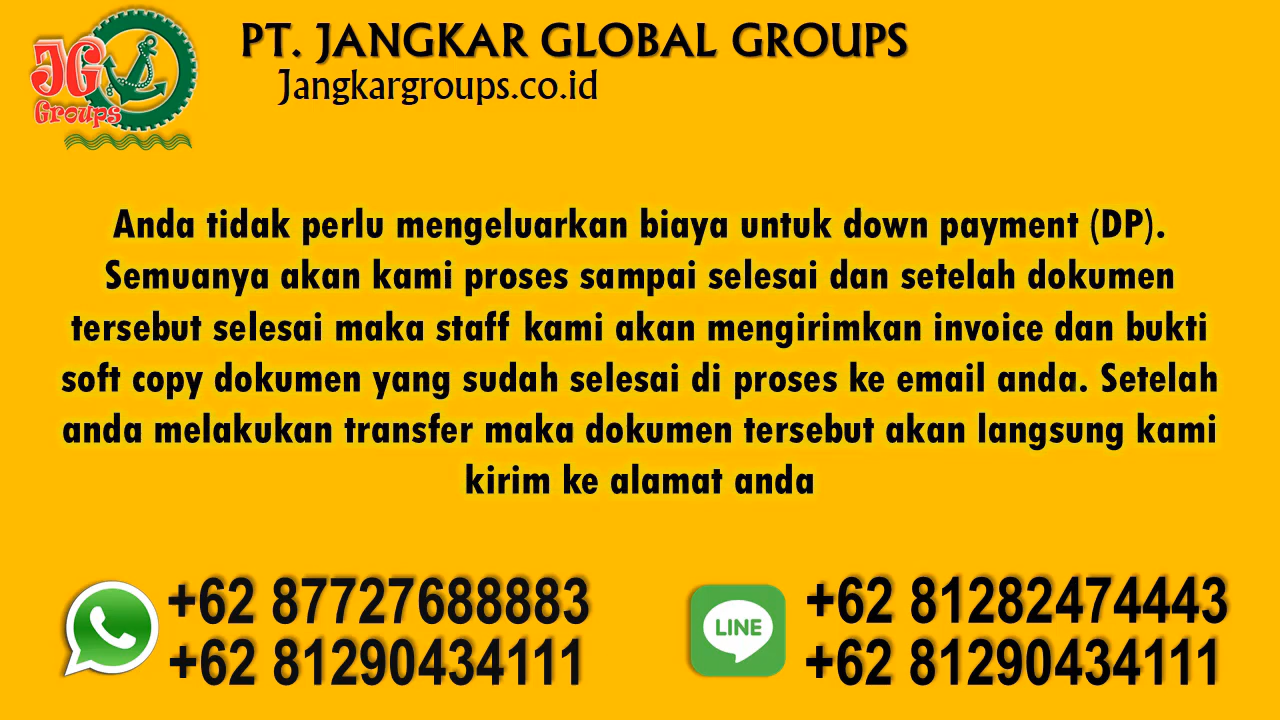 JG
Groups
PT. JANGKAR GLOBAL GROUPS
Jangkargroups.co.id
Anda tidak perlu mengeluarkan biaya untuk down payment (DP).
Semuanya akan kami proses sampai selesai dan setelah dokumen
tersebut selesai maka staff kami akan mengirimkan invoice dan bukti
soft copy dokumen yang sudah selesai di proses ke email anda. Setelah
anda melakukan transfer maka dokumen tersebut akan langsung kami
kirim ke alamat anda
+62 87727688883
+62 81290434111
LINE
+62 81282474443
+62 81290434111